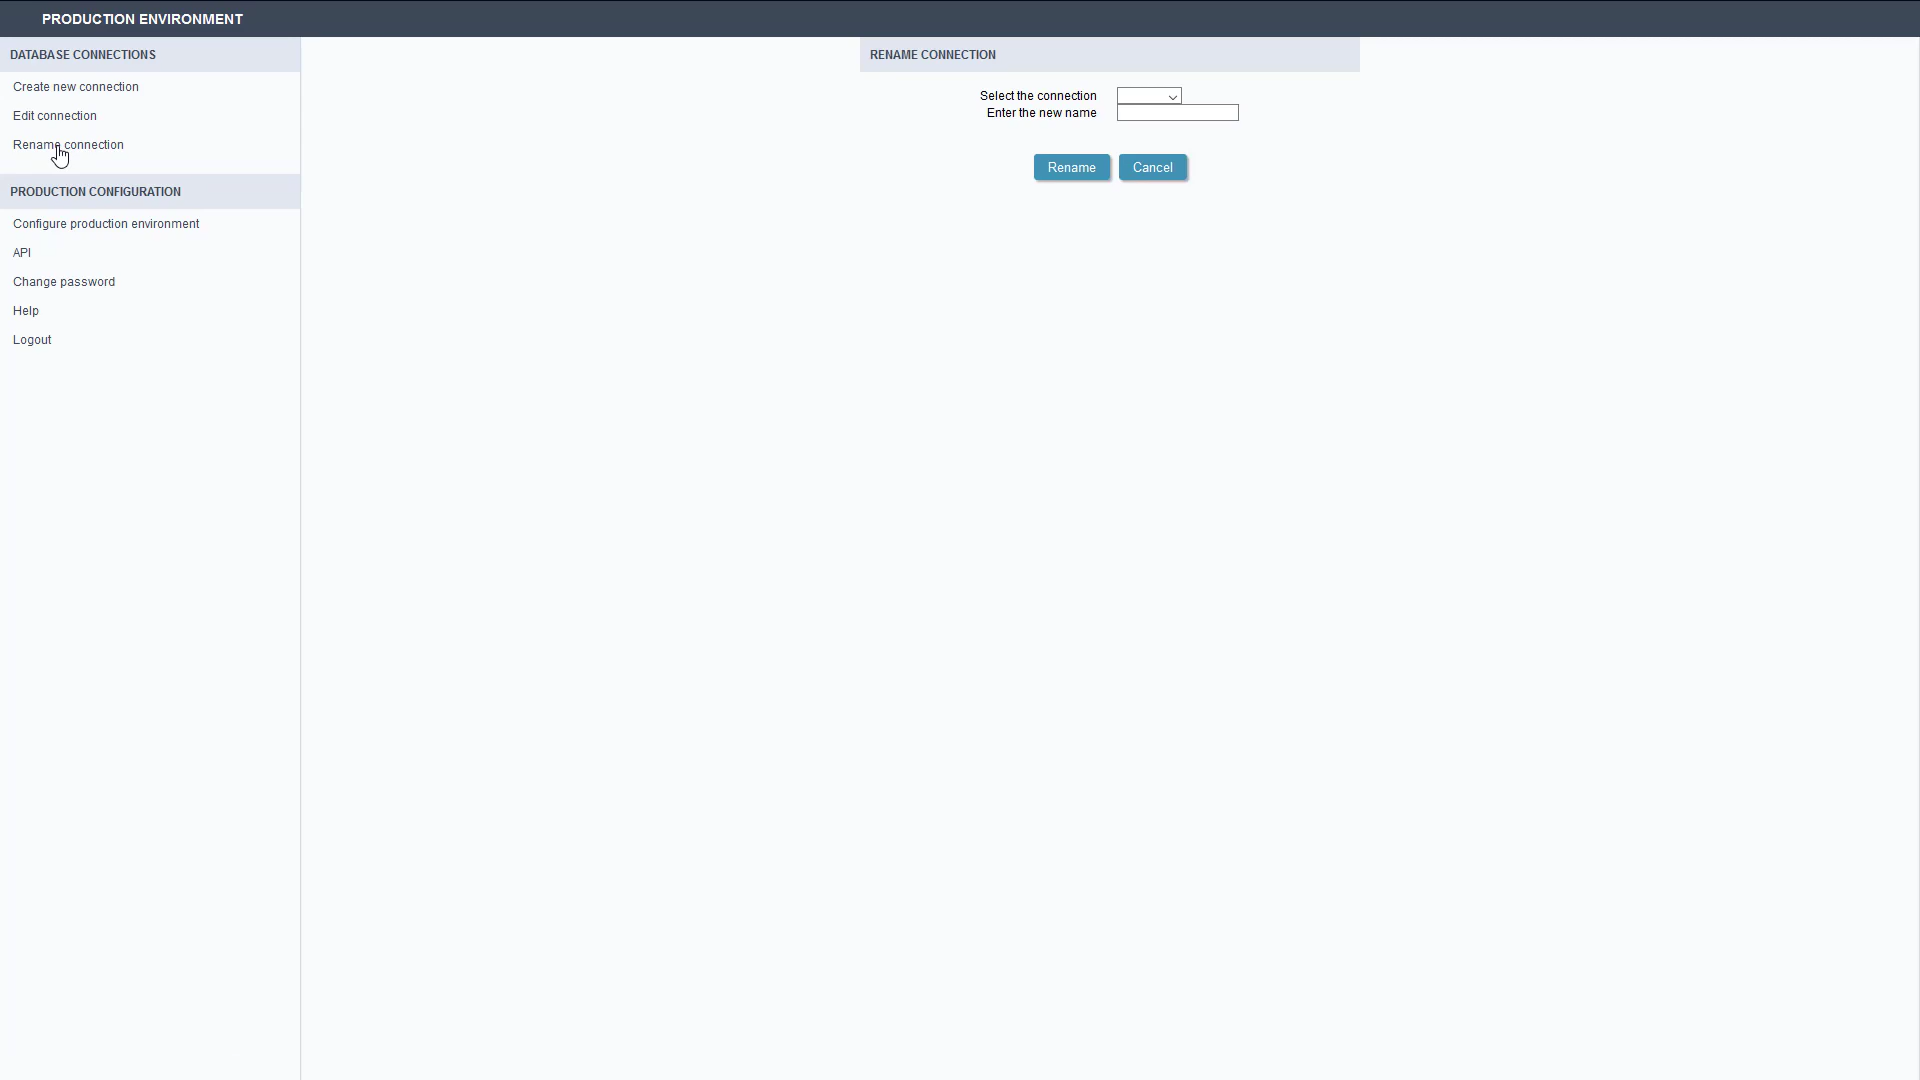 PRODUCTION ENVIRONMENT
DATABASE CONNECTIONS
Create new connection
Edit connection
Rename connection
PRODUCTION CONFIGURATION
Configure production environment
API
Change password
Help
Logout
RENAME CONNECTION
Select the connection
Enter the new name
Rename Cancel